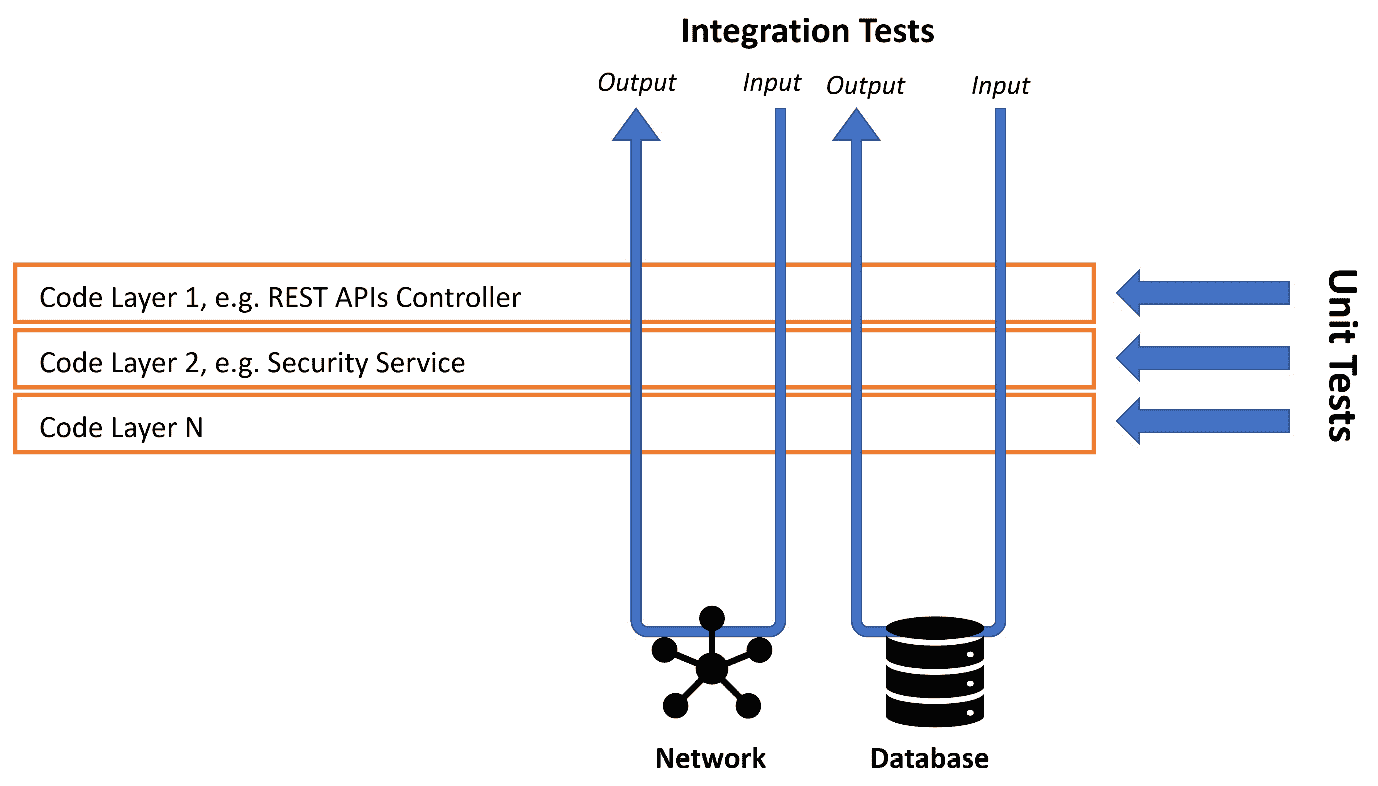 Integration Tests
Output Input Output Input
Code Layer 1, e.g. REST APIs Controller
Code Layer 2, e.g. Security Service
Code Layer N
Unit Tests
Network Database